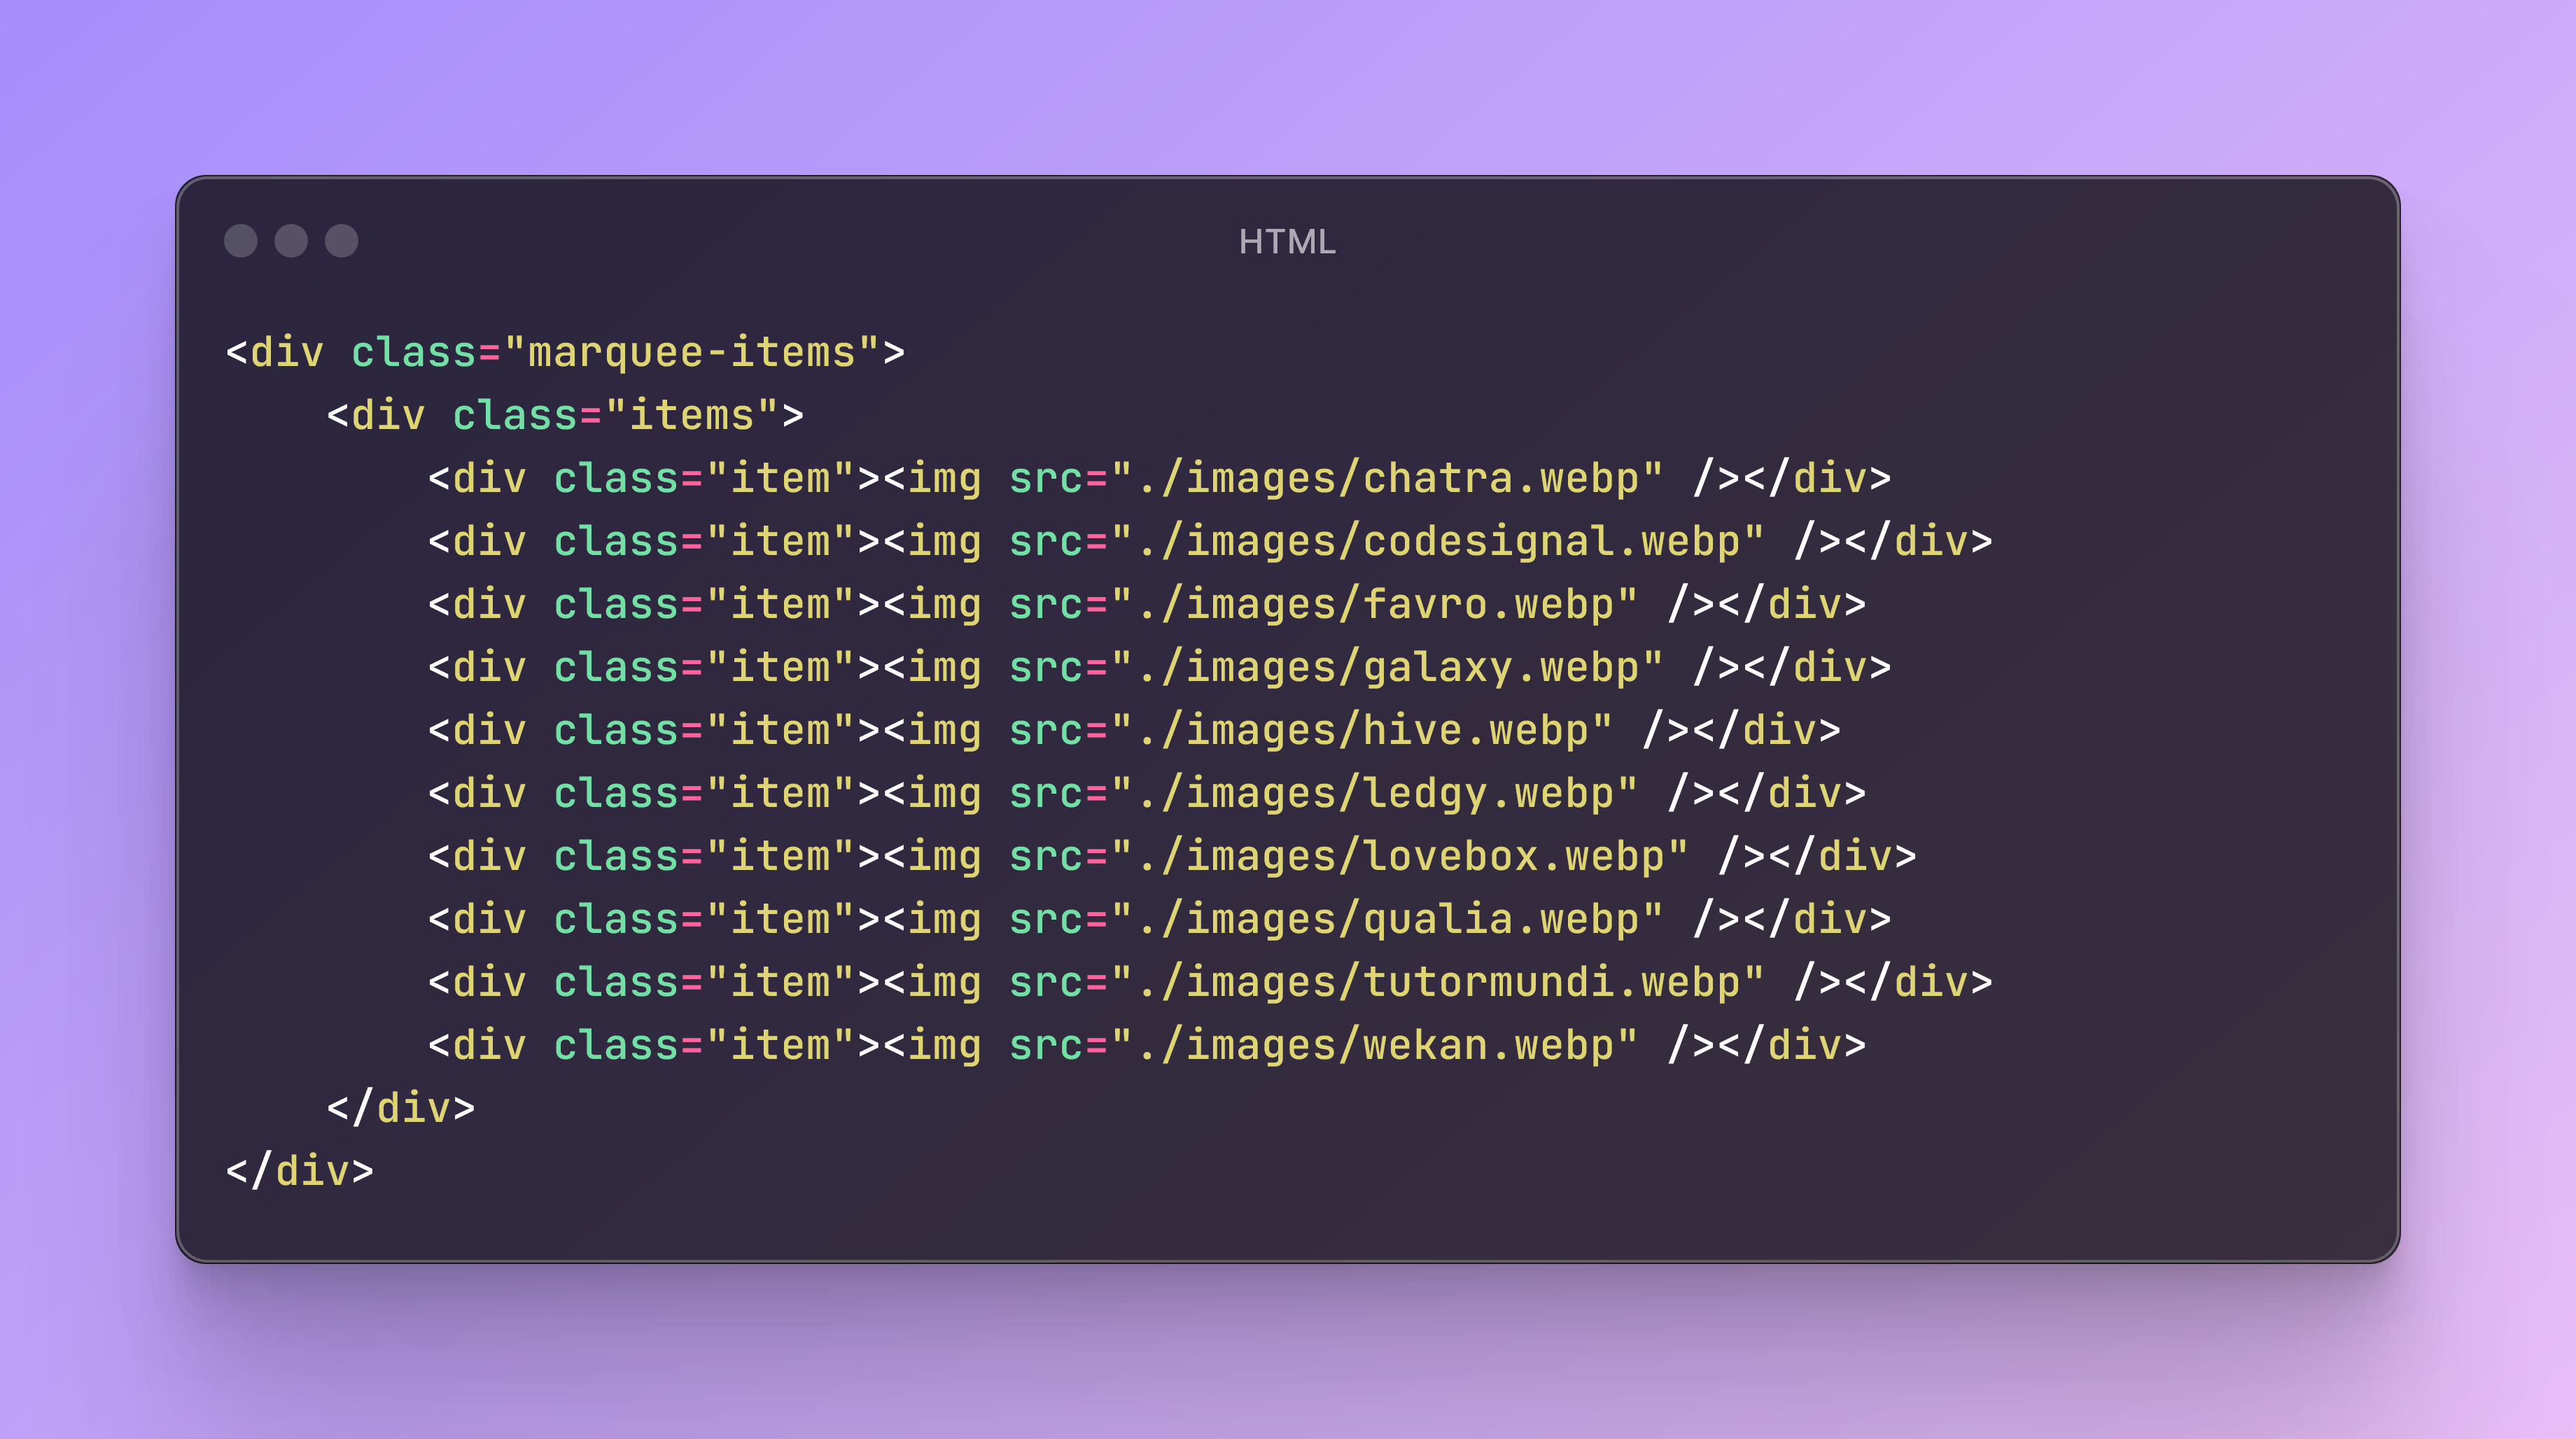 HTML
<div class="marquee-items">
    <div class="items">
        <div class="item"><img src="./images/chatra.webp" /></div>
        <div class="item"><img src="./images/codesignal.webp" /></div>
        <div class="item"><img src="./images/favro.webp" /></div>
        <div class="item"><img src="./images/galaxy.webp" /></div>
        <div class="item"><img src="./images/hive.webp" /></div>
        <div class="item"><img src="./images/ledgy.webp" /></div>
        <div class="item"><img src="./images/lovebox.webp" /></div>
        <div class="item"><img src="./images/qualia.webp" /></div>
        <div class="item"><img src="./images/tutormundi.webp" /></div>
        <div class="item"><img src="./images/wekan.webp" /></div>
    </div>
</div>